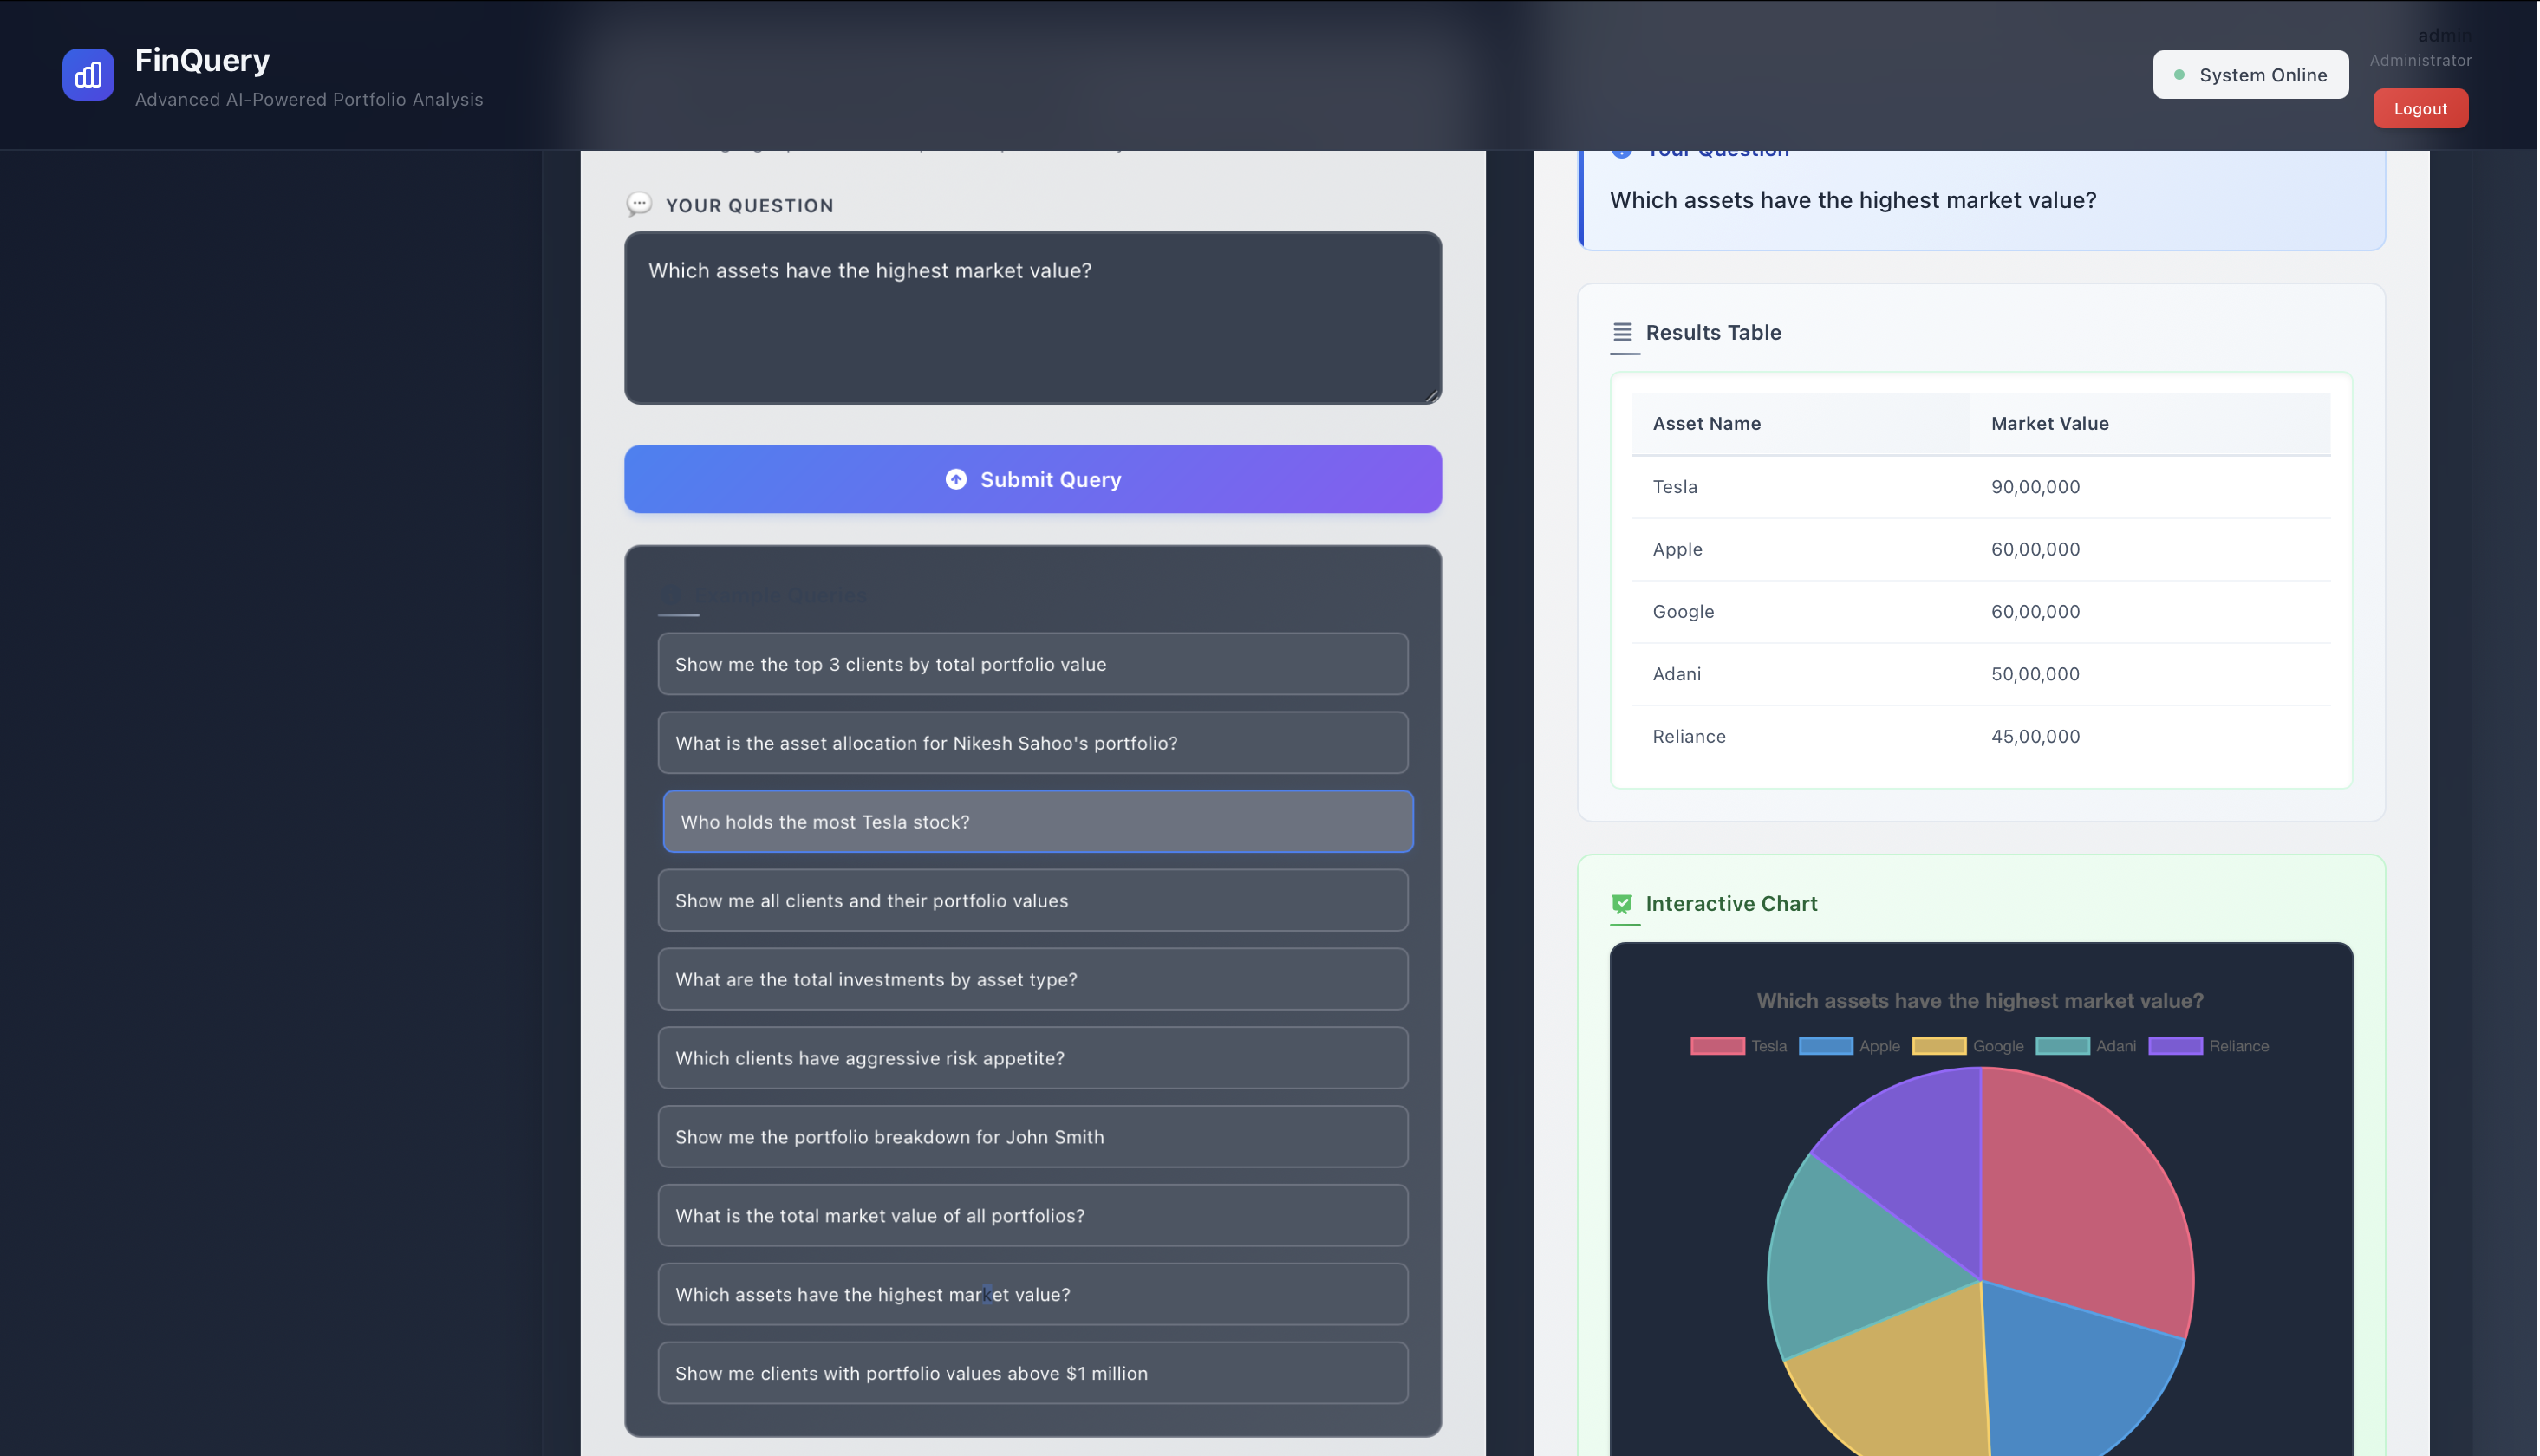 FinQuery
Advanced AI-Powered Portfolio Analysis
System Online
admin
Administrator
Logout
YOUR QUESTION
Which assets have the highest market value?
Submit Query
Example Queries
Show me the top 3 clients by total portfolio value
What is the asset allocation for Nikesh Sahoo's portfolio?
Who holds the most Tesla stock?
Show me all clients and their portfolio values
What are the total investments by asset type?
Which clients have aggressive risk appetite?
Show me the portfolio breakdown for John Smith
What is the total market value of all portfolios?
Which assets have the highest market value?
Show me clients with portfolio values above $1 million
Your Question
Which assets have the highest market value?
Results Table
Asset Name Market Value
Tesla 90,00,000
Apple 60,00,000
Google 60,00,000
Adani 50,00,000
Reliance 45,00,000
Interactive Chart
Which assets have the highest market value?
Tesla Apple Google Adani Reliance